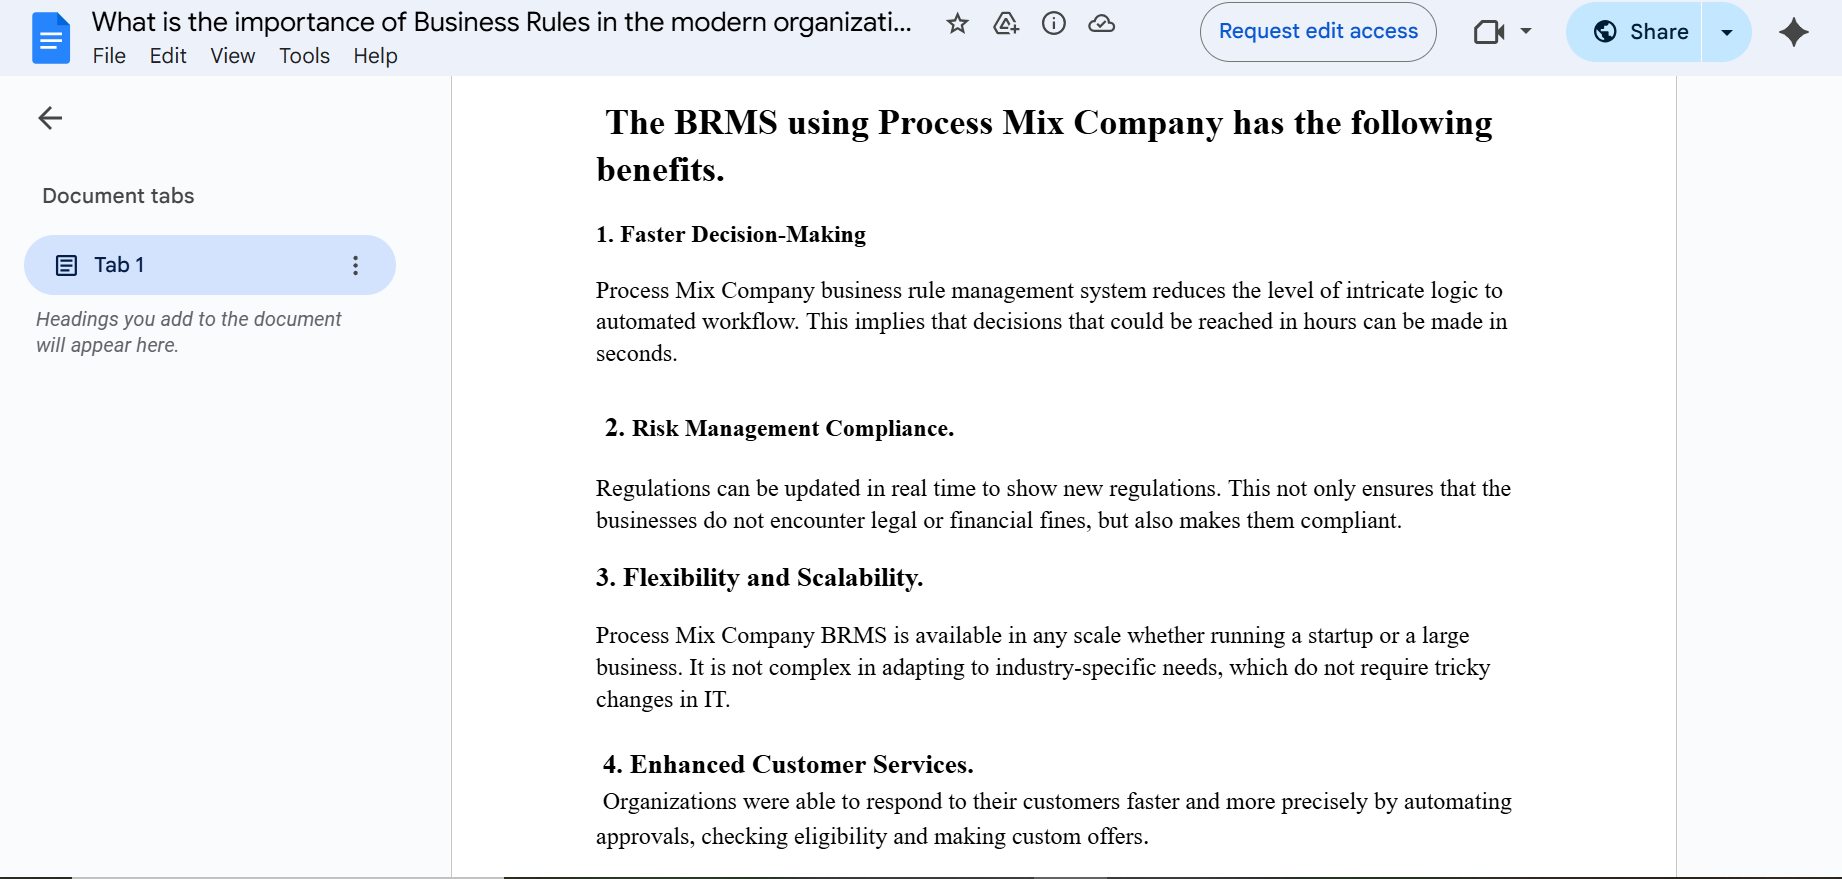 What is the importance of Business Rules in the modern organizati...
File Edit View Tools Help
Request edit access
Share
Document tabs
Tab 1
Headings you add to the document
will appear here.
The BRMS using Process Mix Company has the following
benefits.
1. Faster Decision-Making
Process Mix Company business rule management system reduces the level of intricate logic to
automated workflow. This implies that decisions that could be reached in hours can be made in
seconds.
2. Risk Management Compliance.
Regulations can be updated in real time to show new regulations. This not only ensures that the
businesses do not encounter legal or financial fines, but also makes them compliant.
3. Flexibility and Scalability.
Process Mix Company BRMS is available in any scale whether running a startup or a large
business. It is not complex in adapting to industry-specific needs, which do not require tricky
changes in IT.
4. Enhanced Customer Services.
Organizations were able to respond to their customers faster and more precisely by automating
approvals, checking eligibility and making custom offers.